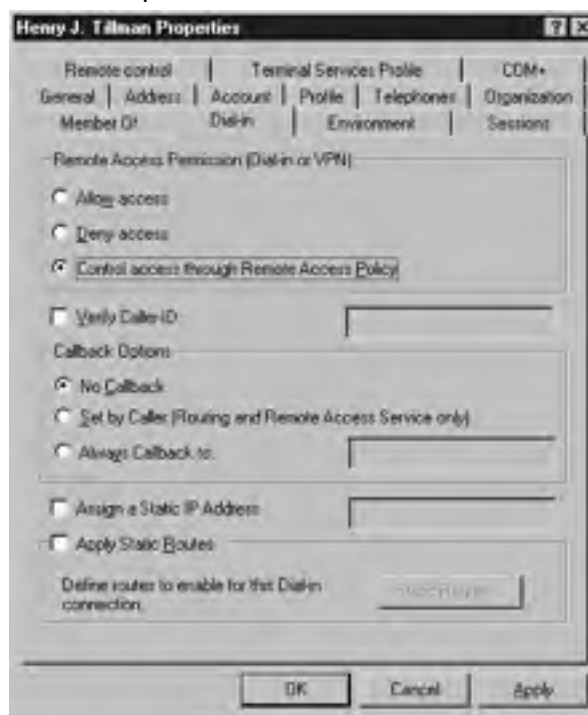 Henry J. Tillman Properties
Remote control Terminal Services Profile COM+
General Address Account Profile Telephones Organization
Member Of Dial-in Environment Sessions
Remote Access Permission (Dial-in or VPN)
Allow access
Deny access
Control access through Remote Access Policy
Verify Caller-ID:
Callback Options
No Callback
Set by Caller (Routing and Remote Access Service only)
Always Callback to:
Assign a Static IP Address
Apply Static Routes
Define routes to enable for this Dial-in
connection.
Static Routes...
OK Cancel Apply